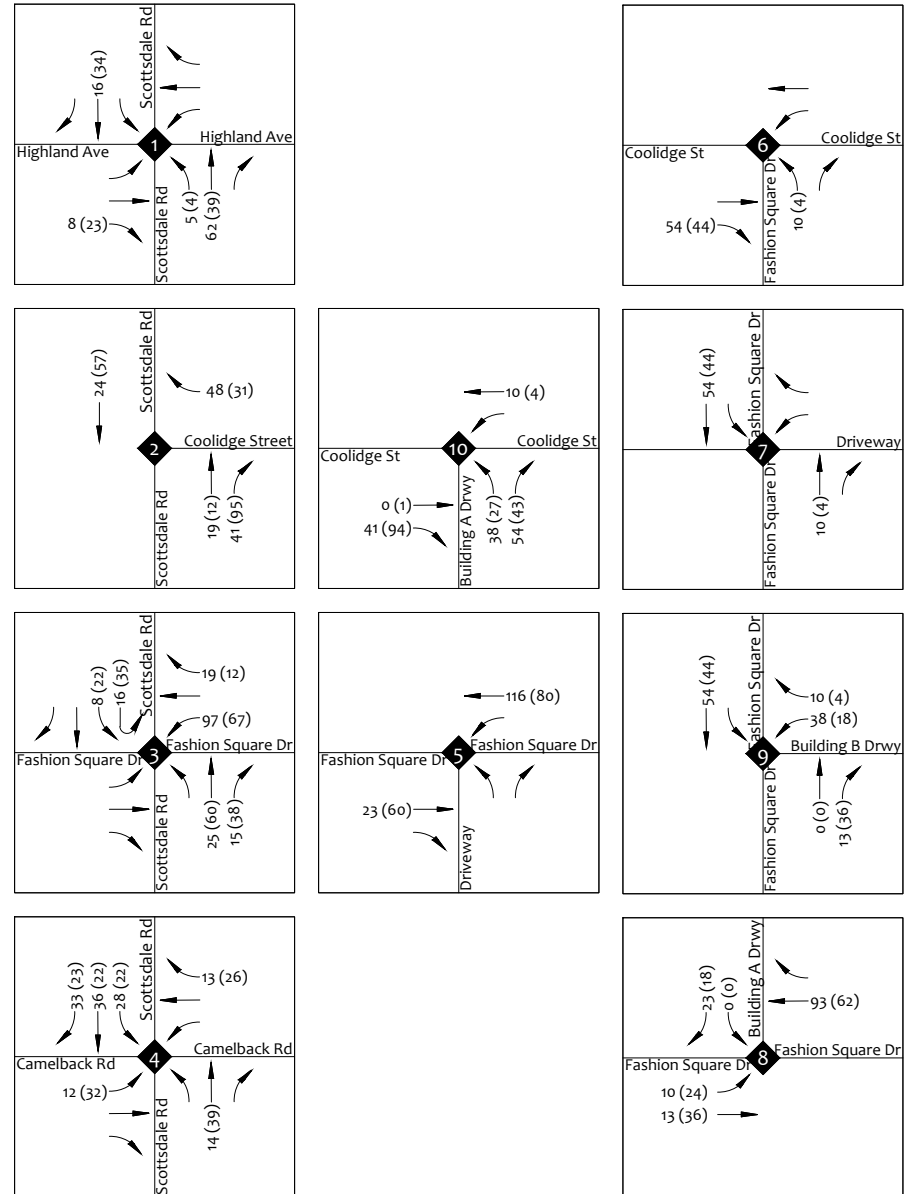 Scottsdale Rd
16 (34)
Highland Ave
Highland Ave
1
8 (23)
5 (4)
62 (39)
Scottsdale Rd
Coolidge St
Coolidge St
6
54 (44)
10 (4)
Fashion Square Dr
Scottsdale Rd
24 (57)
48 (31)
Coolidge Street
2
19 (12)
41 (95)
Scottsdale Rd
10 (4)
Coolidge St
Coolidge St
10
0 (1)
41 (94)
38 (27)
54 (43)
Building A Drwy
Fashion Square Dr
54 (44)
Driveway
7
10 (4)
Fashion Square Dr
Scottsdale Rd
8 (22)
16 (35)
19 (12)
97 (67)
Fashion Square Dr
Fashion Square Dr
3
25 (60)
15 (38)
Scottsdale Rd
116 (80)
Fashion Square Dr
Fashion Square Dr
5
23 (60)
Driveway
Fashion Square Dr
54 (44)
10 (4)
38 (18)
Building B Drwy
9
0 (0)
13 (36)
Fashion Square Dr
Scottsdale Rd
33 (23)
36 (22)
28 (22)
13 (26)
Camelback Rd
Camelback Rd
4
12 (32)
14 (39)
Scottsdale Rd
Building A Drwy
23 (18)
0 (0)
93 (62)
Fashion Square Dr
Fashion Square Dr
8
10 (24)
13 (36)